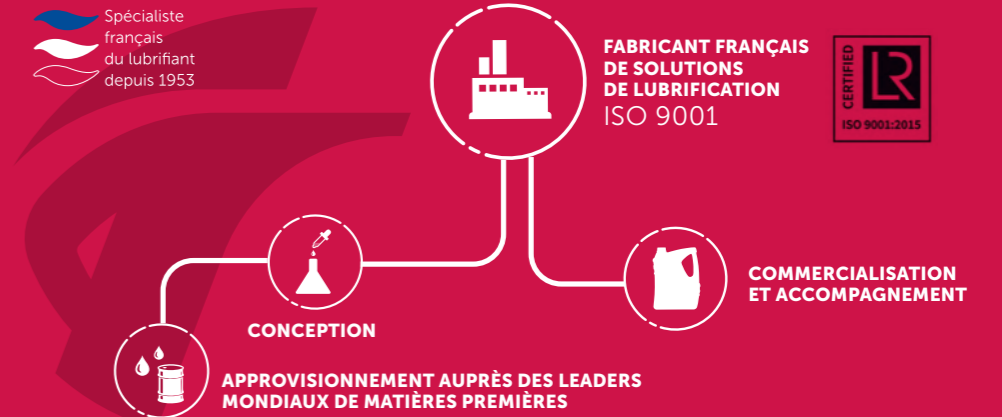 Spécialiste
français
du lubrifiant
depuis 1953
FABRICANT FRANÇAIS
DE SOLUTIONS
DE LUBRIFICATION
ISO 9001
CERTIFIED
LR
ISO 9001:2015
COMMERCIALISATION
ET ACCOMPAGNEMENT
CONCEPTION
APPROVISIONNEMENT AUPRÈS DES LEADERS
MONDIAUX DE MATIÈRES PREMIÈRES